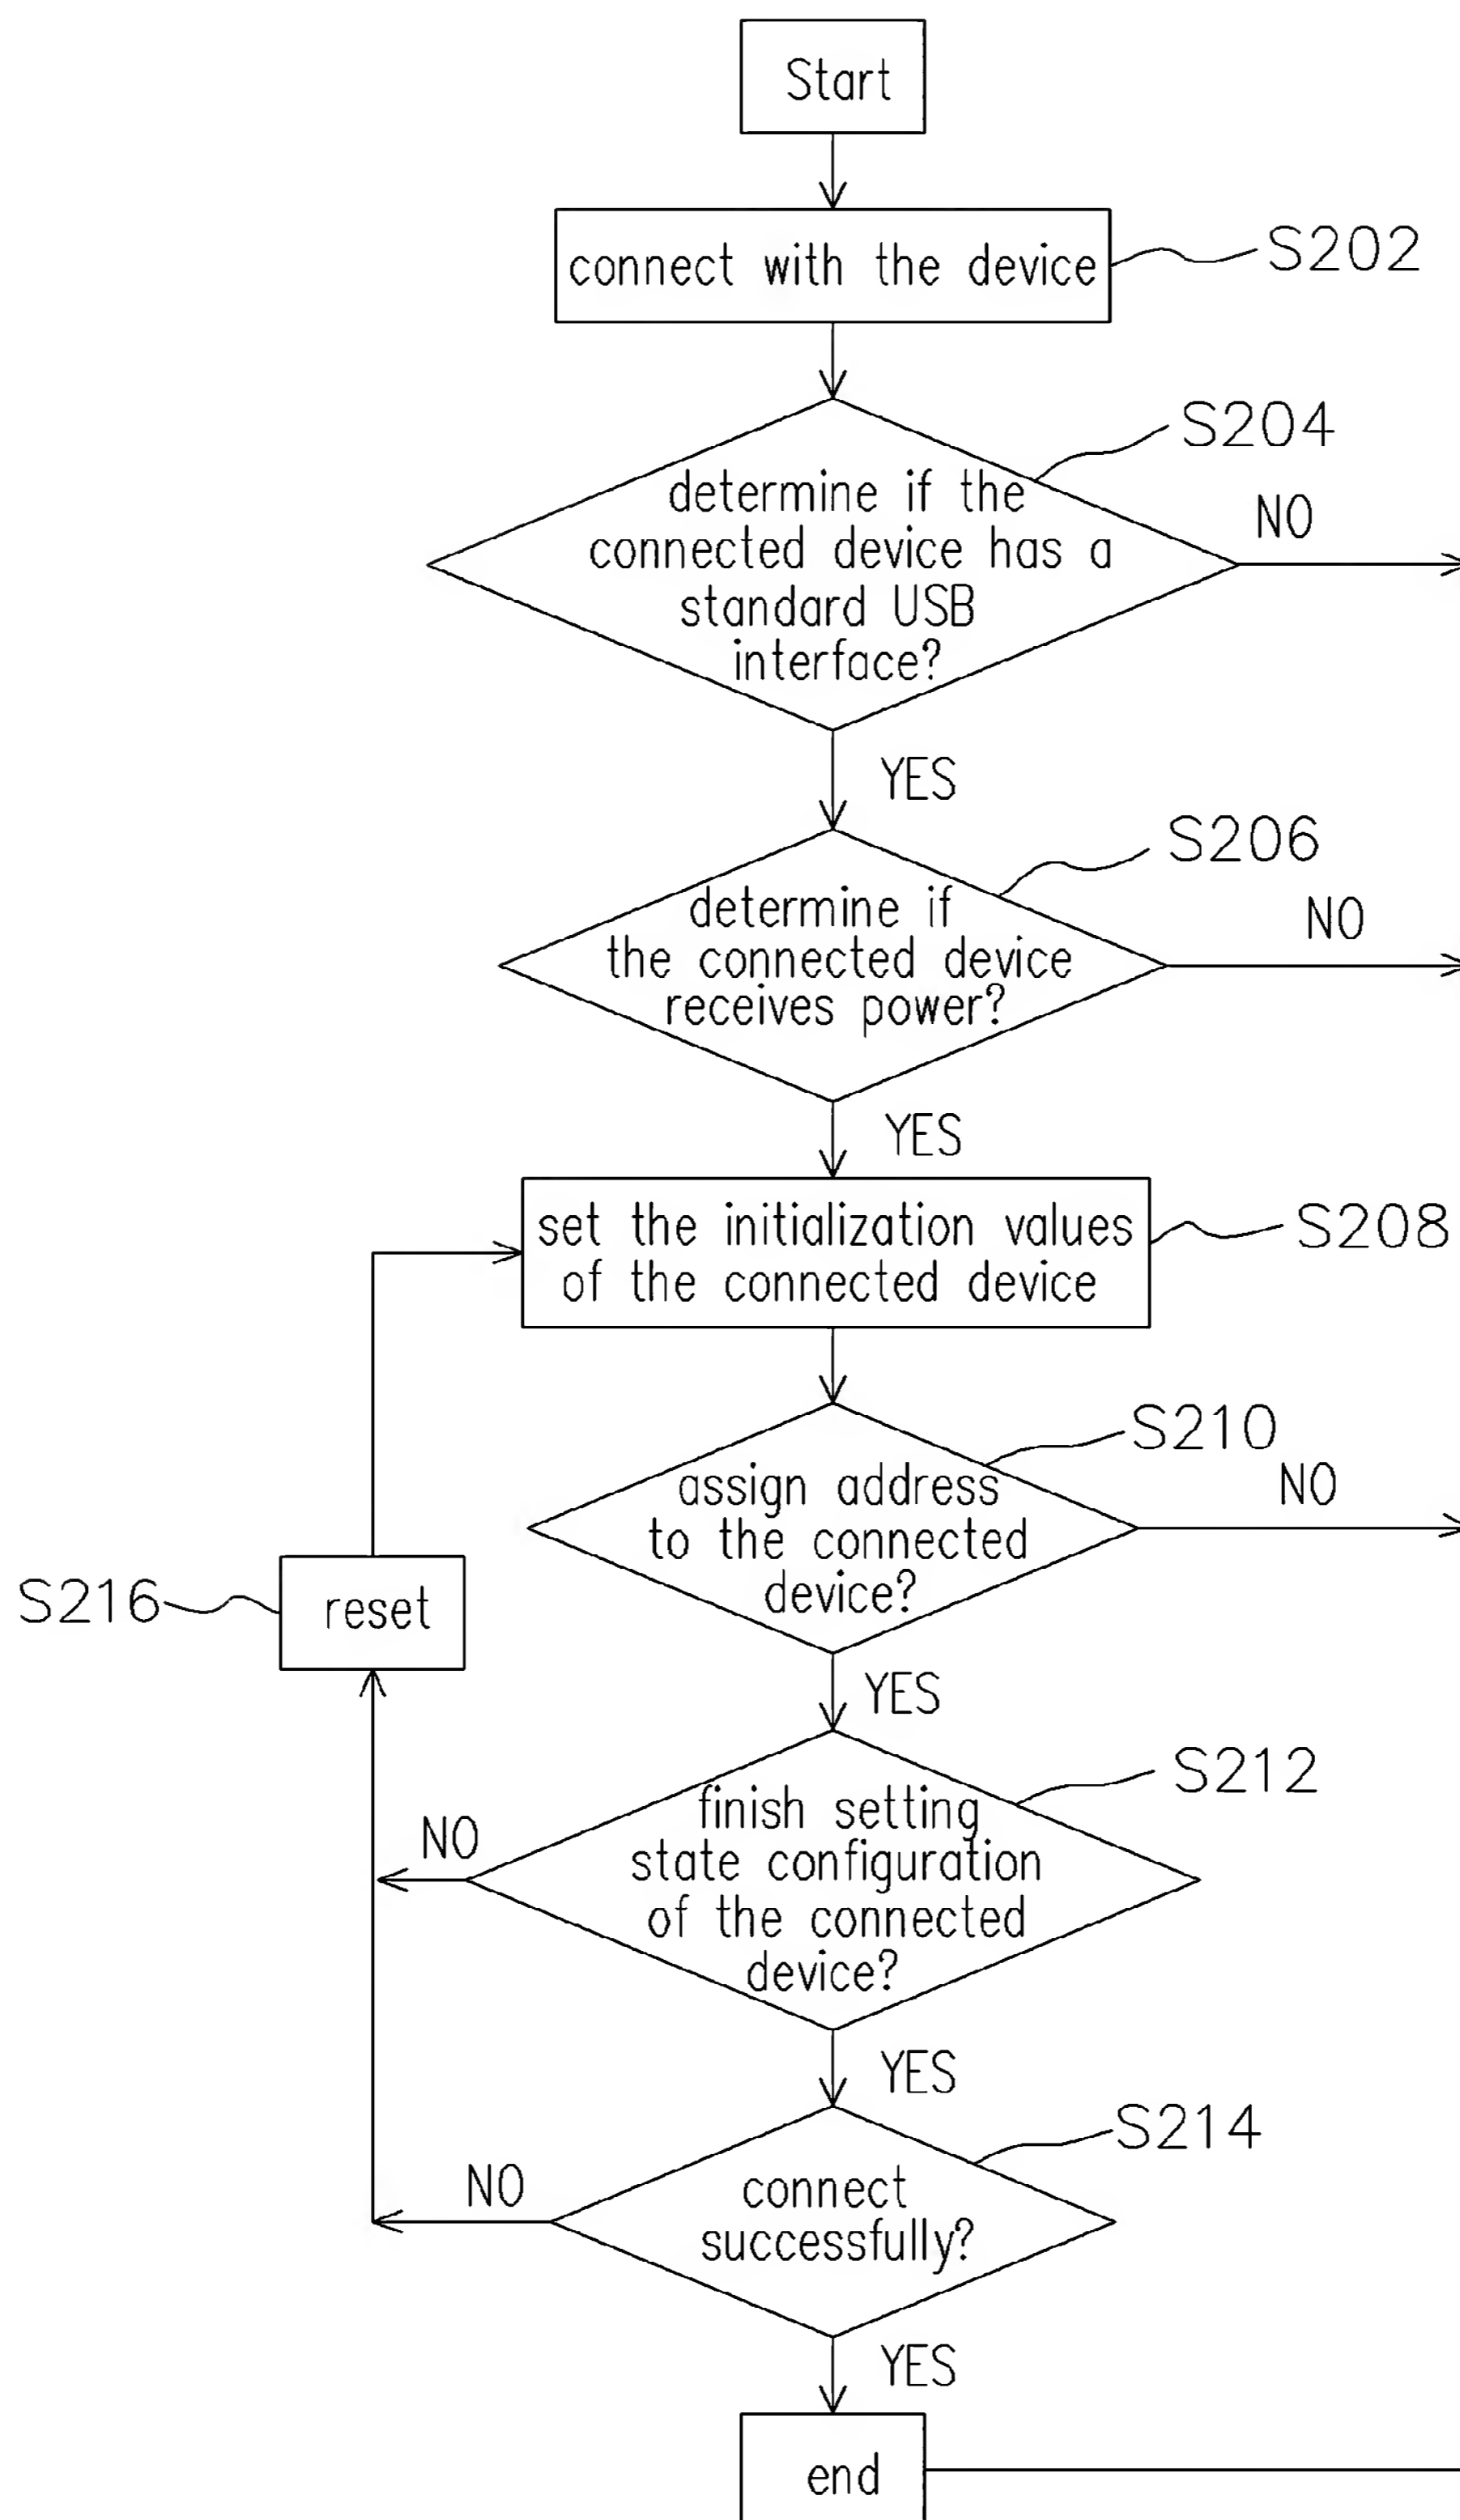 Start
connect with the device
S202
S204
determine if the
connected device has a
standard USB
interface?
NO
YES
S206
determine if
the connected device
receives power?
NO
YES
set the initialization values
of the connected device
S208
S210
assign address
to the connected
device?
NO
S216
reset
YES
S212
finish setting
state configuration
of the connected
device?
NO
YES
S214
connect
successfully?
NO
YES
end